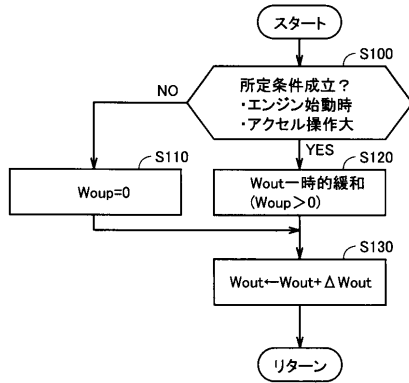 スタート
S100
所定条件成立？
・エンジン始動時
・アクセル操作大
NO
YES
S110
Woup=0
S120
Wout一時的緩和
(Woup>0)
S130
Wout←Wout+ΔWout
リターン